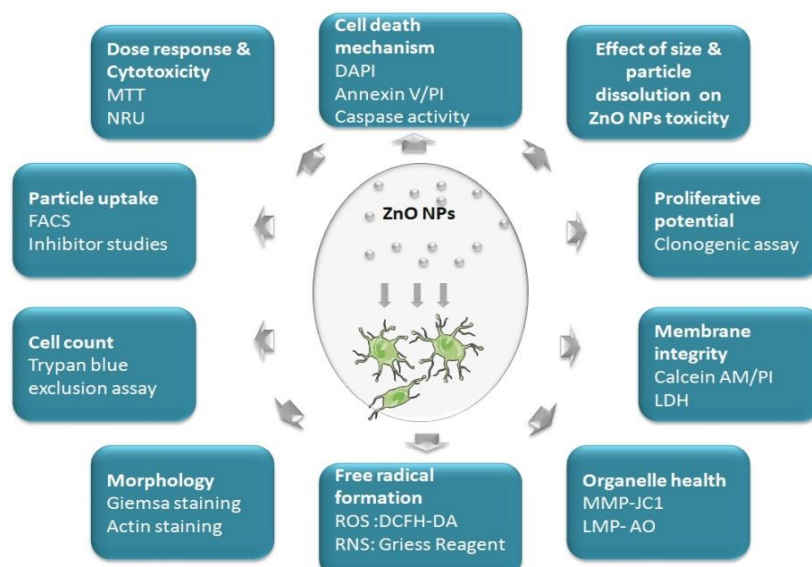 Dose response &
Cytotoxicity
MTT
NRU
Cell death
mechanism
DAPI
Annexin V/PI
Caspase activity
Effect of size &
particle
dissolution on
ZnO NPs toxicity
Particle uptake
FACS
Inhibitor studies
ZnO NPs
Proliferative
potential
Clonogenic assay
Cell count
Trypan blue
exclusion assay
Membrane
integrity
Calcein AM/PI
LDH
Morphology
Giemsa staining
Actin staining
Free radical
formation
ROS :DCFH-DA
RNS: Griess Reagent
Organelle health
MMP-JC1
LMP- AO